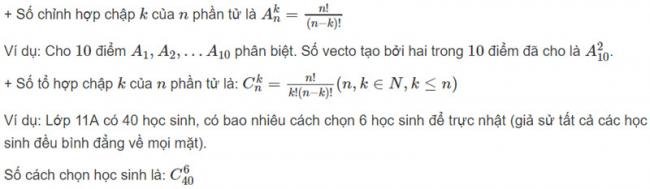 + Số chỉnh hợp chập k của n phần tử là $A_n^k = \frac{n!}{(n-k)!}$
Ví dụ: Cho 10 điểm $A_1, A_2, \ldots A_{10}$ phân biệt. Số vecto tạo bởi hai trong 10 điểm đã cho là $A_{10}^2$.
+ Số tổ hợp chập k của n phần tử là: $C_n^k = \frac{n!}{k!(n-k)!} (n, k \in N, k \leq n)$
Ví dụ: Lớp 11A có 40 học sinh, có bao nhiêu cách chọn 6 học sinh để trực nhật (giả sử tất cả các học
sinh đều bình đẳng về mọi mặt).
Số cách chọn học sinh là: $C_{40}^6$